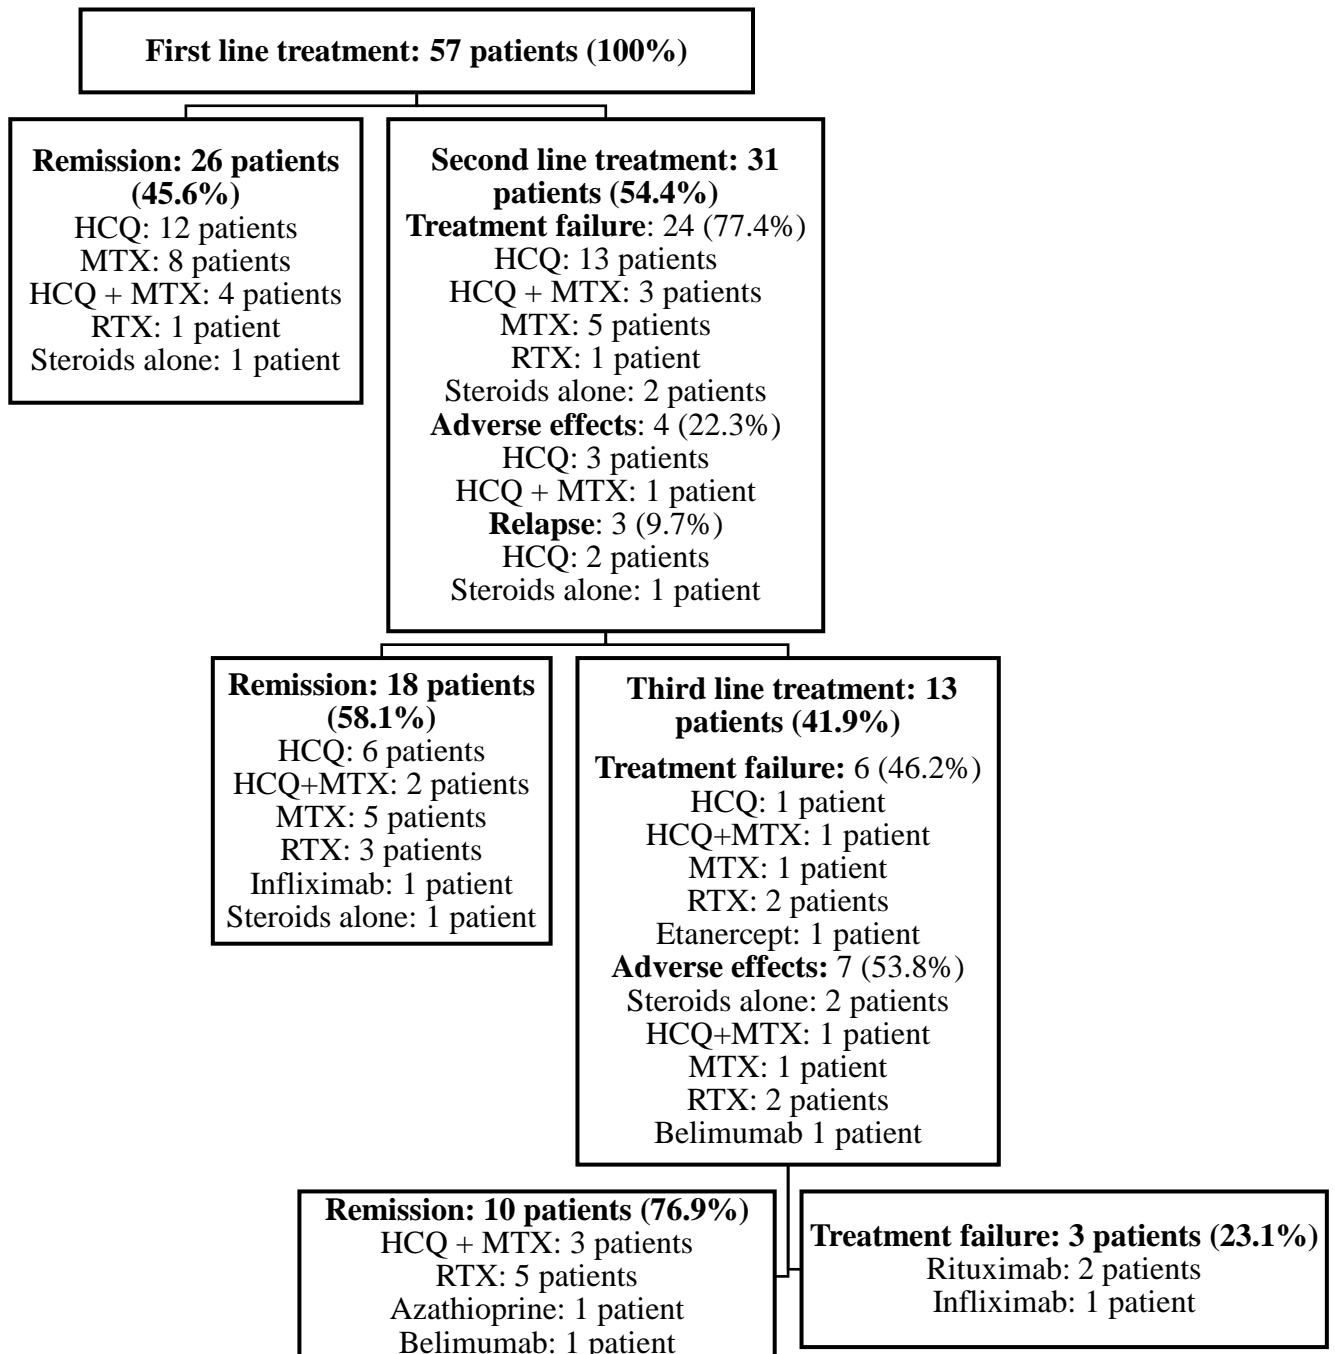 First line treatment: 57 patients (100%)
Remission: 26 patients
(45.6%)
HCQ: 12 patients
MTX: 8 patients
HCQ + MTX: 4 patients
RTX: 1 patient
Steroids alone: 1 patient
Second line treatment: 31
patients (54.4%)
Treatment failure: 24 (77.4%)
HCQ: 13 patients
HCQ + MTX: 3 patients
MTX: 5 patients
RTX: 1 patient
Steroids alone: 2 patients
Adverse effects: 4 (22.3%)
HCQ: 3 patients
HCQ + MTX: 1 patient
Relapse: 3 (9.7%)
HCQ: 2 patients
Steroids alone: 1 patient
Remission: 18 patients
(58.1%)
HCQ: 6 patients
HCQ+MTX: 2 patients
MTX: 5 patients
RTX: 3 patients
Infliximab: 1 patient
Steroids alone: 1 patient
Third line treatment: 13
patients (41.9%)
Treatment failure: 6 (46.2%)
HCQ: 1 patient
HCQ+MTX: 1 patient
MTX: 1 patient
RTX: 2 patients
Etanercept: 1 patient
Adverse effects: 7 (53.8%)
Steroids alone: 2 patients
HCQ+MTX: 1 patient
MTX: 1 patient
RTX: 2 patients
Belimumab 1 patient
Remission: 10 patients (76.9%)
HCQ + MTX: 3 patients
RTX: 5 patients
Azathioprine: 1 patient
Belimumab: 1 patient
Treatment failure: 3 patients (23.1%)
Rituximab: 2 patients
Infliximab: 1 patient